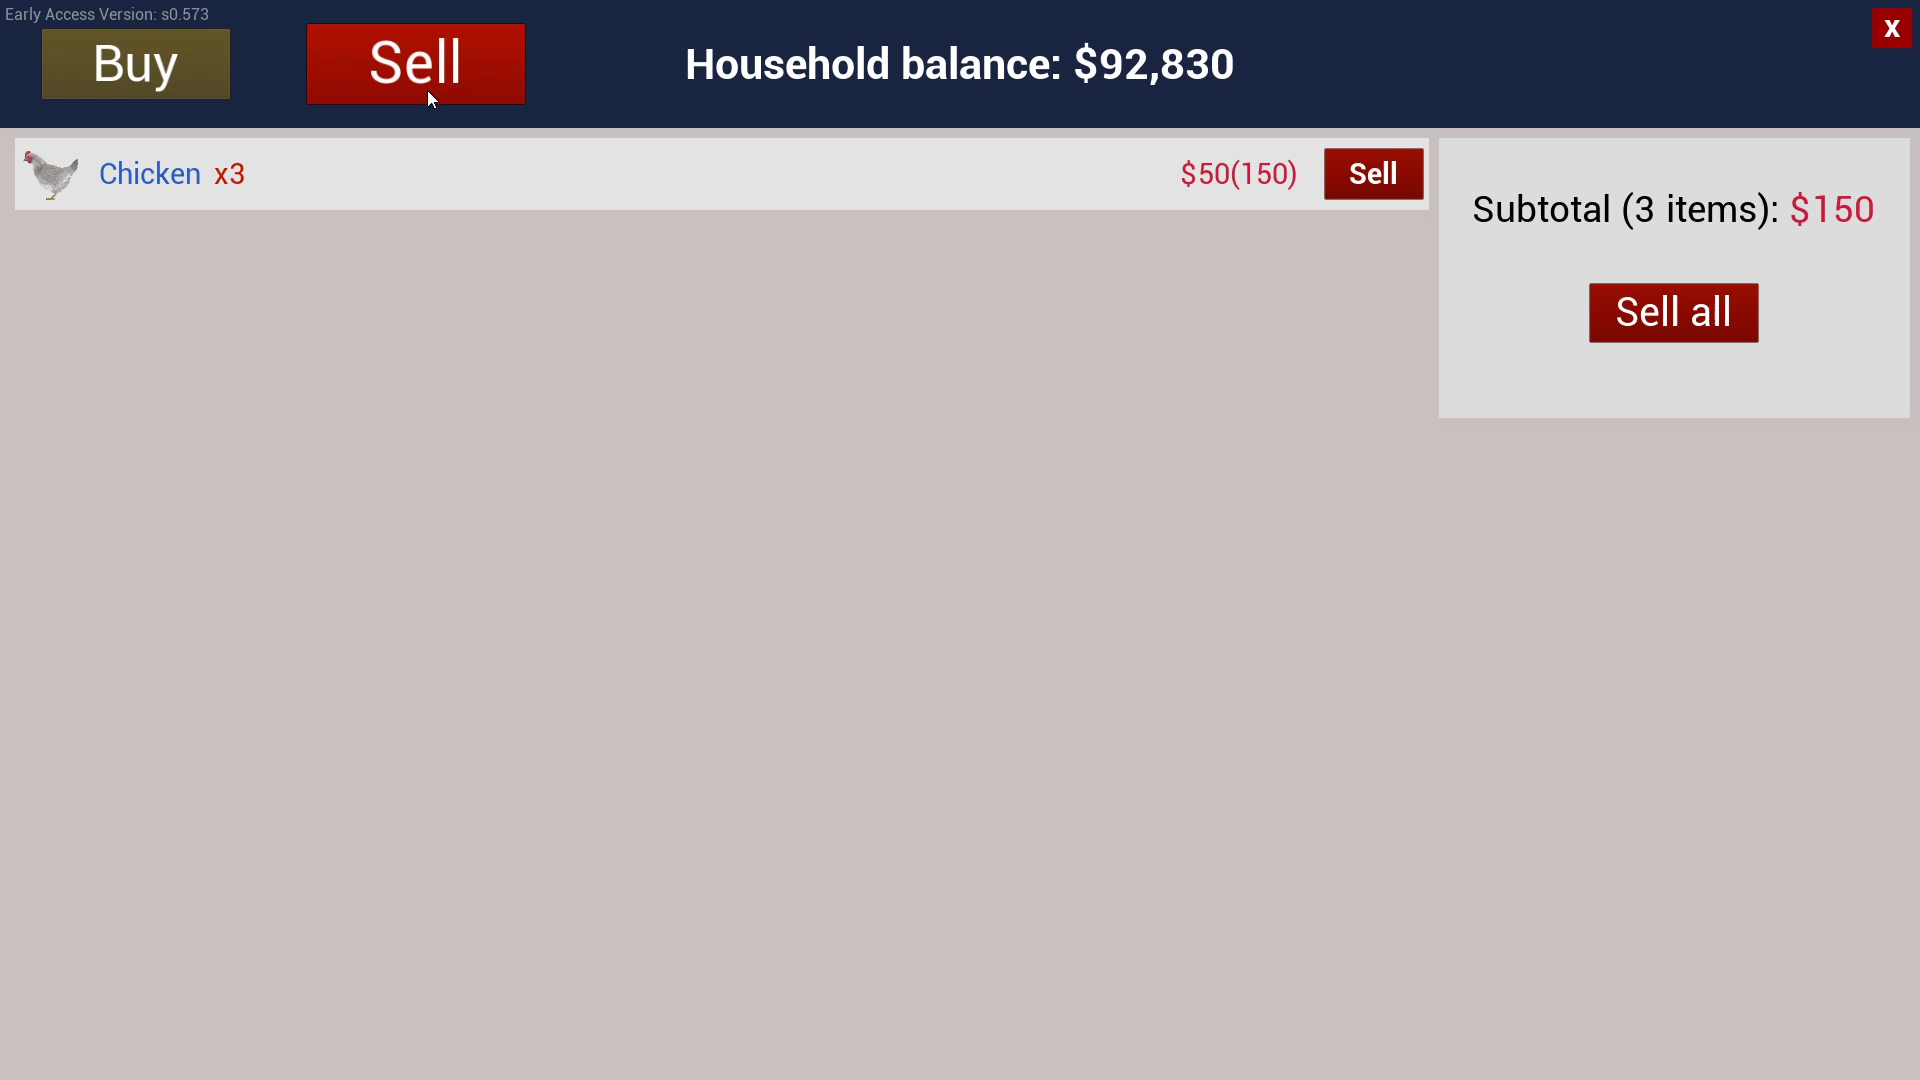 Early Access Version: s0.573
Buy
Sell
Household balance: $92,830
X
Chicken x3
$50(150)
Sell
Subtotal (3 items): $150
Sell all